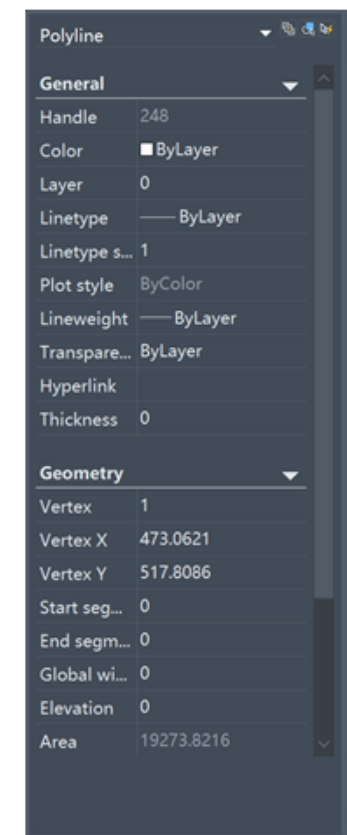 Polyline
General
Handle 248
Color ByLayer
Layer 0
Linetype ByLayer
Linetype s... 1
Plot style ByColor
Lineweight ByLayer
Transpare... ByLayer
Hyperlink
Thickness 0
Geometry
Vertex 1
Vertex X 473.0621
Vertex Y 517.8086
Start seg... 0
End segm... 0
Global wi... 0
Elevation 0
Area 19273.8216